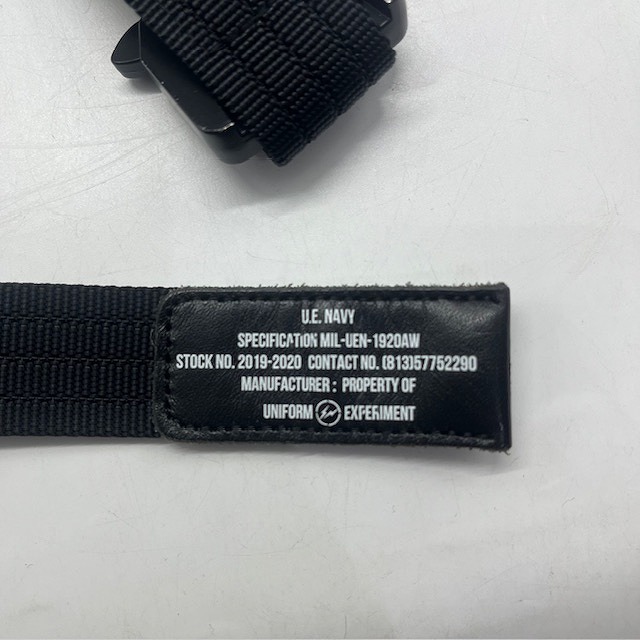 U.E. NAVY
SPECIFICATION MIL-UEN-1920AW
STOCK NO. 2019-2020 CONTACT NO. (813)57752290
MANUFACTURER : PROPERTY OF
UNIFORM EXPERIMENT